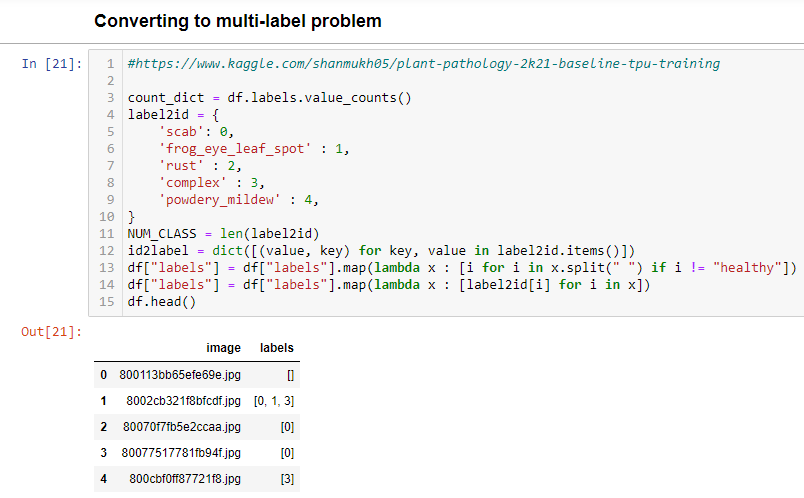 Converting to multi-label problem
In [21]:
1 #https://www.kaggle.com/shanmukh05/plant-pathology-2k21-baseline-tpu-training
2
3 count_dict = df.labels.value_counts()
4 label2id = {
5     'scab': 0,
6     'frog_eye_leaf_spot' : 1,
7     'rust' : 2,
8     'complex' : 3,
9     'powdery_mildew' : 4,
10 }
11 NUM_CLASS = len(label2id)
12 id2label = dict([(value, key) for key, value in label2id.items()])
13 df["labels"] = df["labels"].map(lambda x : [i for i in x.split(" ") if i != "healthy"])
14 df["labels"] = df["labels"].map(lambda x : [label2id[i] for i in x])
15 df.head()
Out[21]:
image labels
0 800113bb65efe69e.jpg []
1 8002cb321f8bfcdf.jpg [0, 1, 3]
2 80070f7fb5e2ccaa.jpg [0]
3 80077517781fb94f.jpg [0]
4 800cbf0ff87721f8.jpg [3]